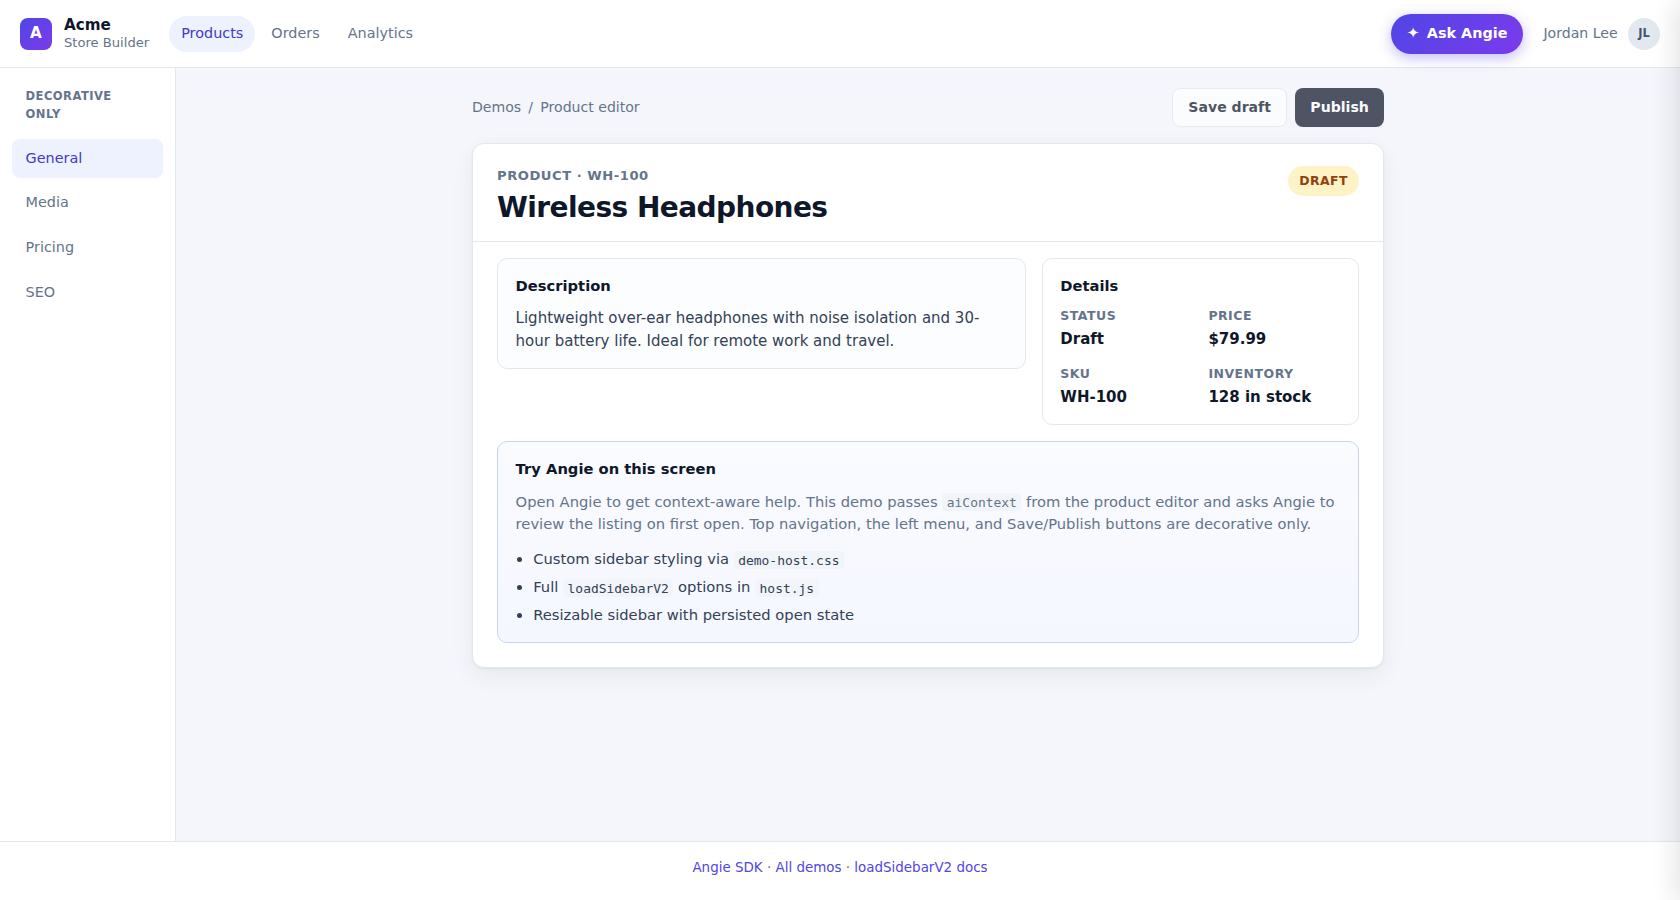 A
Acme
Store Builder
Products
Orders
Analytics
✦ Ask Angie
Jordan Lee
JL
DECORATIVE
ONLY
General
Media
Pricing
SEO
Demos / Product editor
Save draft
Publish
PRODUCT · WH-100
Wireless Headphones
DRAFT
Description
Lightweight over-ear headphones with noise isolation and 30-
hour battery life. Ideal for remote work and travel.
Details
STATUS
Draft
PRICE
$79.99
SKU
WH-100
INVENTORY
128 in stock
Try Angie on this screen
Open Angie to get context-aware help. This demo passes aiContext from the product editor and asks Angie to
review the listing on first open. Top navigation, the left menu, and Save/Publish buttons are decorative only.
• Custom sidebar styling via demo-host.css
• Full loadSidebarV2 options in host.js
• Resizable sidebar with persisted open state
Angie SDK · All demos · loadSidebarV2 docs